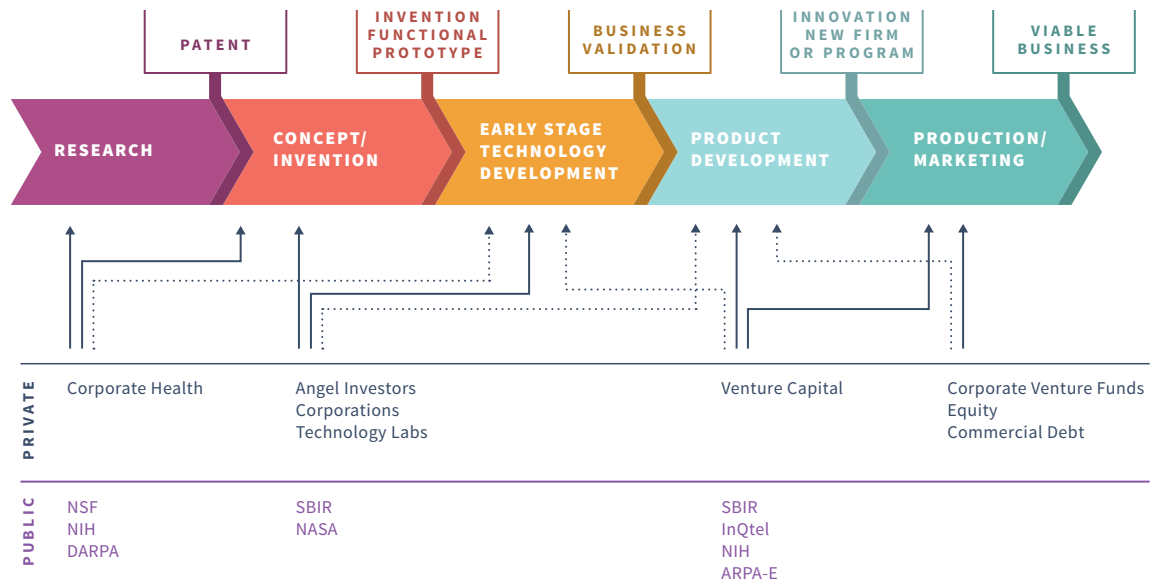 PATENT
INVENTION
FUNCTIONAL
PROTOTYPE
BUSINESS
VALIDATION
INNOVATION
NEW FIRM
OR PROGRAM
VIABLE
BUSINESS
RESEARCH
CONCEPT/
INVENTION
EARLY STAGE
TECHNOLOGY
DEVELOPMENT
PRODUCT
DEVELOPMENT
PRODUCTION/
MARKETING
PRIVATE
Corporate Health
Angel Investors
Corporations
Technology Labs
Venture Capital
Corporate Venture Funds
Equity
Commercial Debt
PUBLIC
NSF
NIH
DARPA
SBIR
NASA
SBIR
InQtel
NIH
ARPA-E